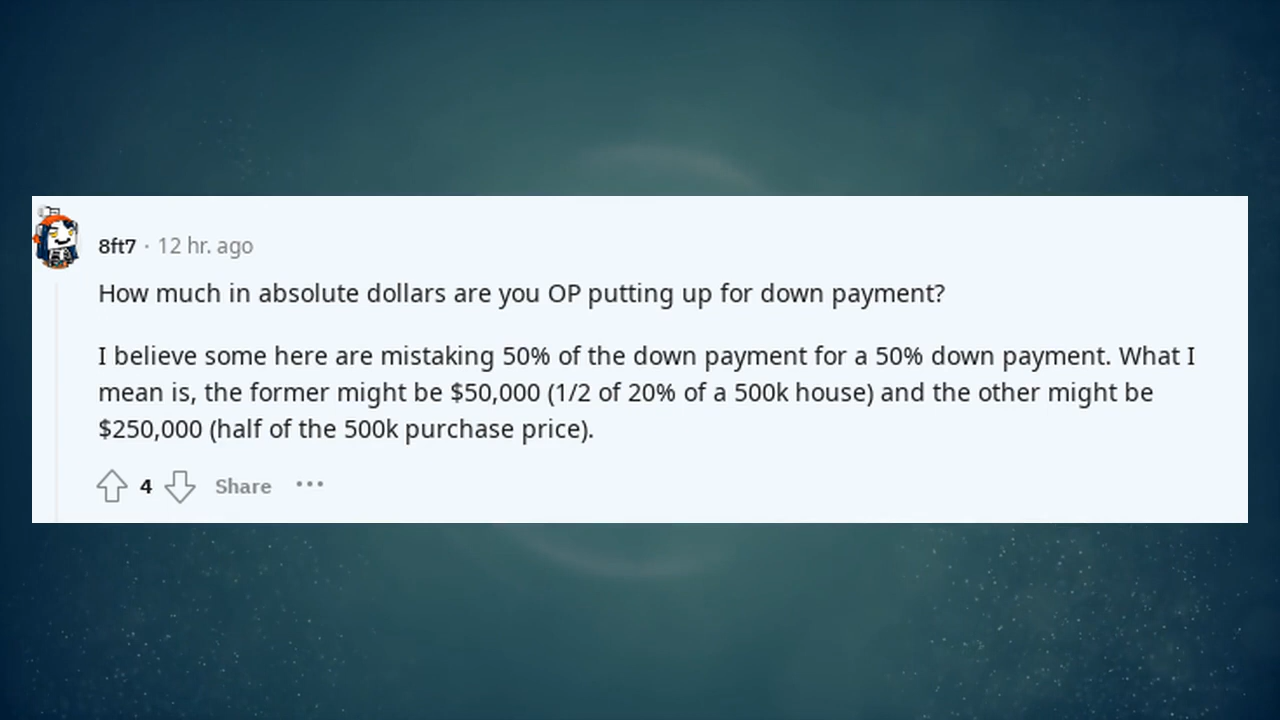 8ft7 · 12 hr. ago
How much in absolute dollars are you OP putting up for down payment?
I believe some here are mistaking 50% of the down payment for a 50% down payment. What I
mean is, the former might be $50,000 (1/2 of 20% of a 500k house) and the other might be
$250,000 (half of the 500k purchase price).
4 Share ···